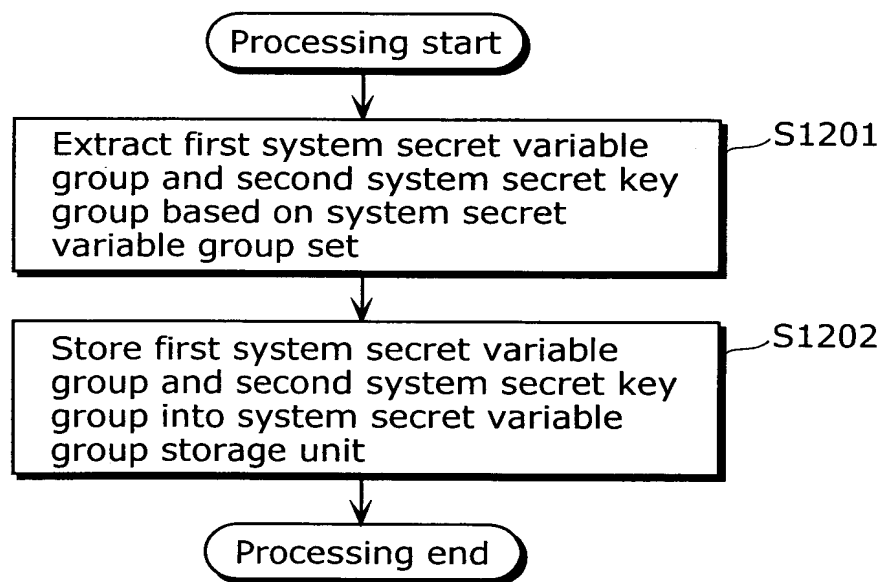 Processing start
Extract first system secret variable
group and second system secret key
group based on system secret
variable group set
S1201
Store first system secret variable
group and second system secret key
group into system secret variable
group storage unit
S1202
Processing end